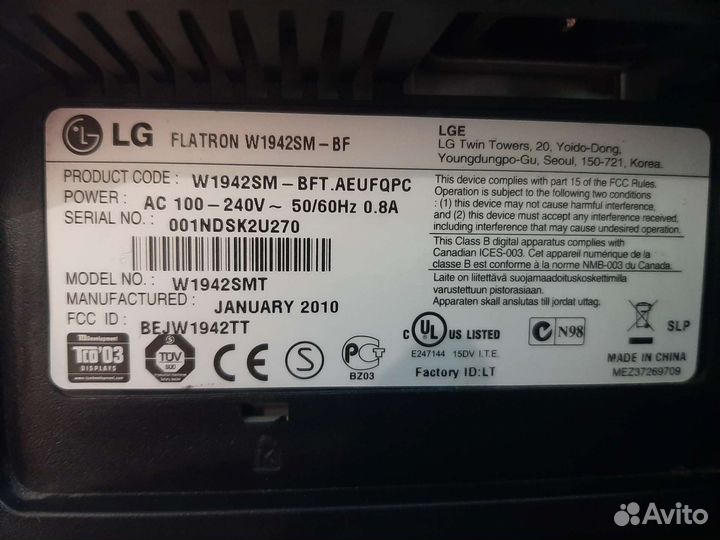 LG FLATRON W1942SM-BF
PRODUCT CODE: W1942SM-BFT.AEUFQPC
POWER: AC 100-240V~ 50/60Hz 0.8A
SERIAL NO.: 001NDSK2U270
MODEL NO.: W1942SMT
MANUFACTURED: JANUARY 2010
FCC ID: BEJW1942TT
LGE
LG Twin Towers, 20, Yoido-Dong,
Youngdungpo-Gu, Seoul, 150-721, Korea.
This device complies with part 15 of the FCC Rules.
Operation is subject to the following two conditions
: (1) this device may not cause harmful interference,
and (2) this device must accept any interference received,
including interference that may cause undesired operation.
This Class B digital apparatus complies with
Canadian ICES-003. Cet appareil numérique de la
classe B est conforme à la norme NMB-003 du Canada.
Laite on liitettävä suojamaadoituskoskettimilla
varustettuun pistorasiaan.
Apparaten skall anslutas till jordat uttag.
TCO'03
DISPLAYS
TÜV
SÜD
CE
S
PCT
BZ03
C UL US LISTED
E247144 15DV I.T.E.
Factory ID:LT
N98
SLP
MADE IN CHINA
MEZ37269709
Avito